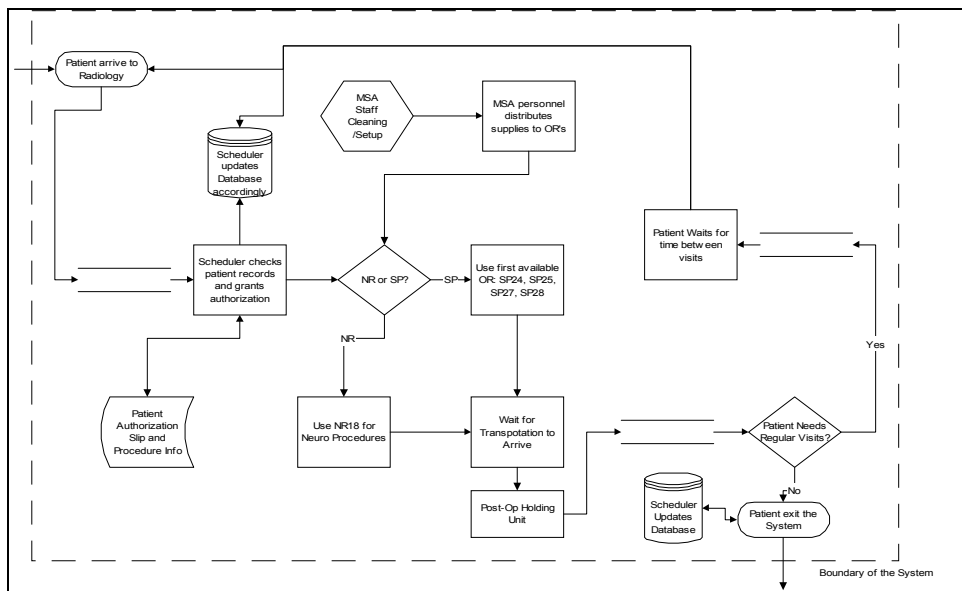 Patient arrive to
Radiology
MSA
Staff
Cleaning
/Setup
MSA personnel
distributes
supplies to OR's
Scheduler
updates
Database
accordingly
Scheduler checks
patient records
and grants
authorization
NR or SP?
SP
Use first available
OR: SP24, SP25,
SP27, SP28
Patient Waits for
time between
visits
NR
Yes
Patient
Authorization
Slip and
Procedure Info
Use NR18 for
Neuro Procedures
Wait for
Transpotation to
Arrive
Patient Needs
Regular Visits?
No
Post-Op Holding
Unit
Scheduler
Updates
Database
Patient exit the
System
Boundary of the System